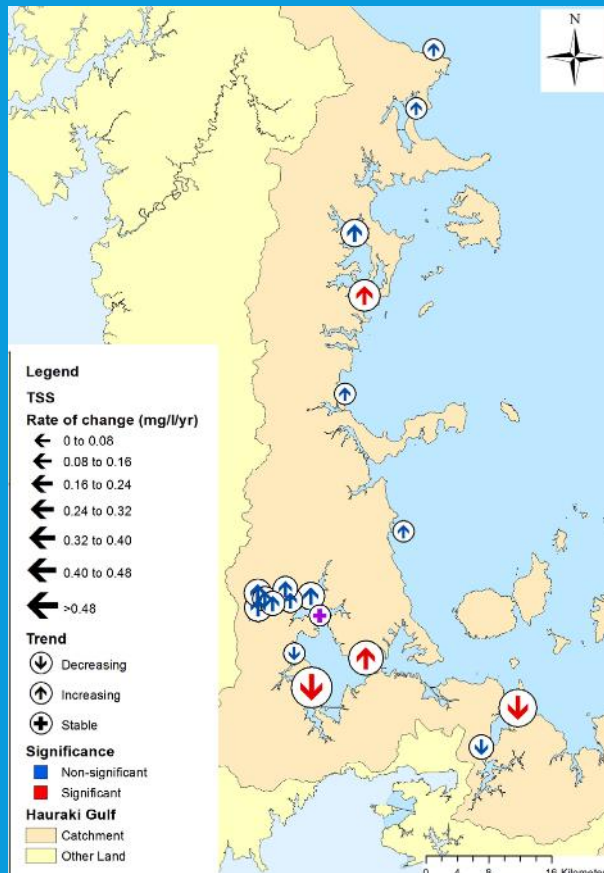 N
Legend
TSS
Rate of change (mg/l/yr)
0 to 0.08
0.08 to 0.16
0.16 to 0.24
0.24 to 0.32
0.32 to 0.40
0.40 to 0.48
>0.48
Trend
Decreasing
Increasing
Stable
Significance
Non-significant
Significant
Hauraki Gulf
Catchment
Other Land
0 4 8 16 Kilometers